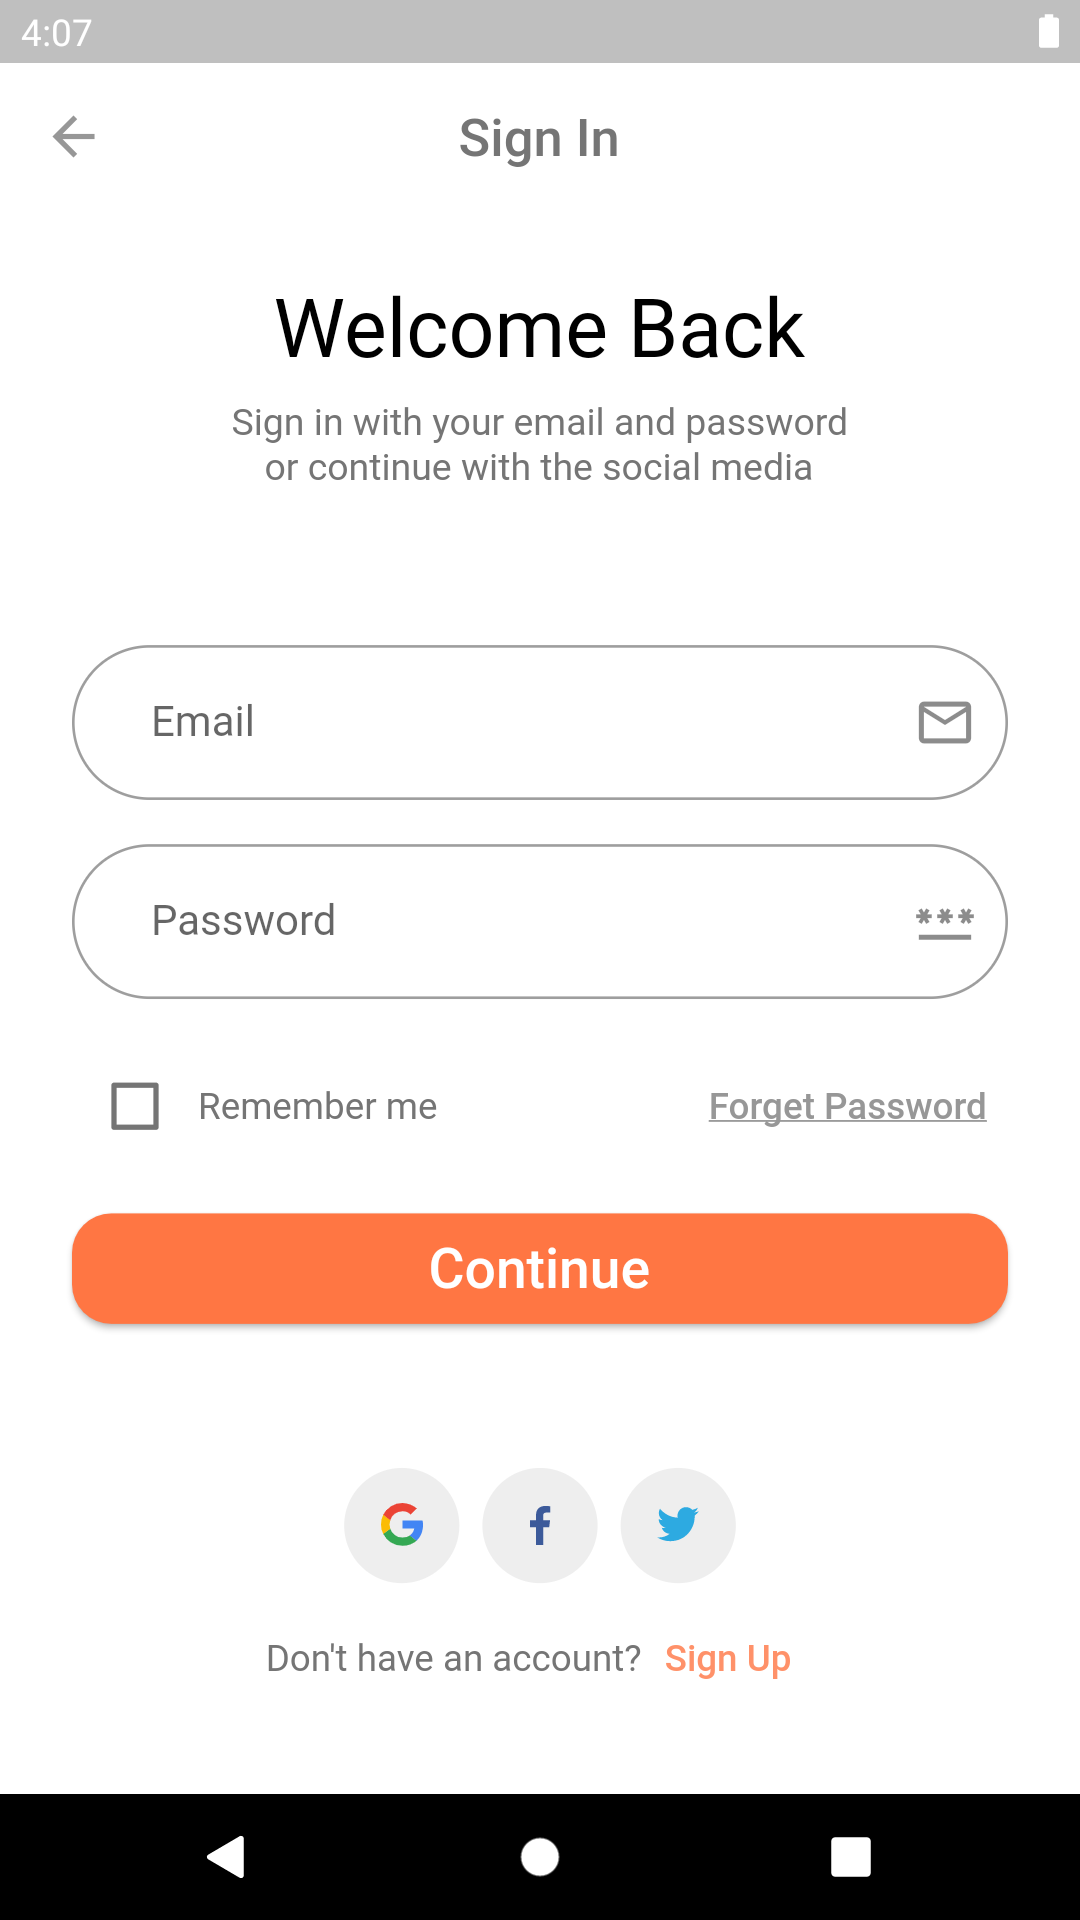 4:07
Sign In
Welcome Back
Sign in with your email and password
or continue with the social media
Email
Password
Remember me
Forget Password
Continue
Don't have an account? Sign Up